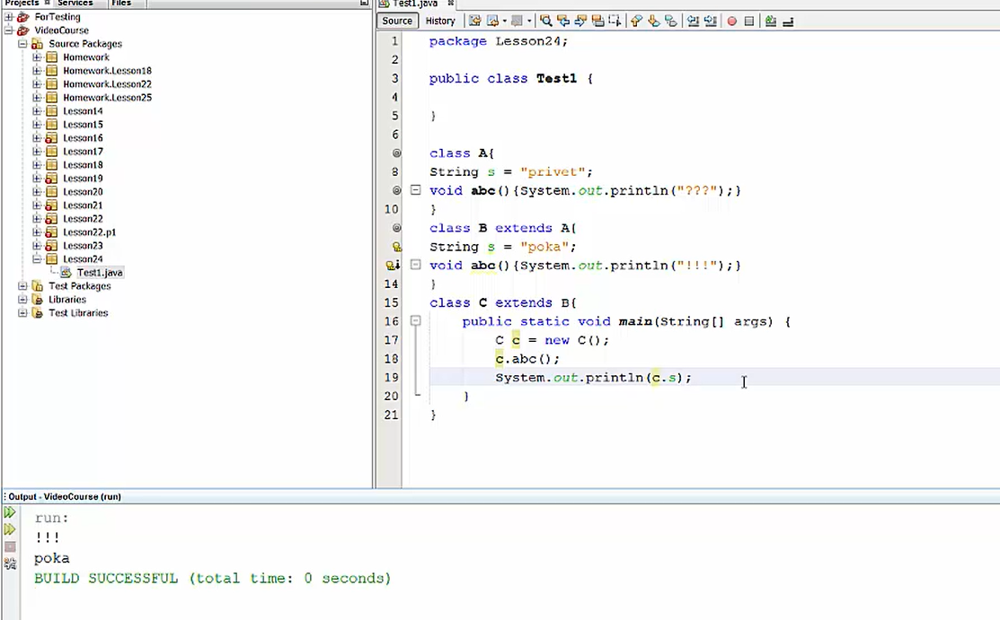 Projects Services Files
ForTesting
VideoCourse
Source Packages
Homework
Homework.Lesson18
Homework.Lesson22
Homework.Lesson25
Lesson14
Lesson15
Lesson16
Lesson17
Lesson18
Lesson19
Lesson20
Lesson21
Lesson22
Lesson22.p1
Lesson23
Lesson24
Test1.java
Test Packages
Libraries
Test Libraries
Test1.java
Source History
1 package Lesson24;
2
3 public class Test1 {
4
5 }
6
class A{
8 String s = "privet";
void abc(){System.out.println("???");}
10 }
class B extends A{
String s = "poka";
void abc(){System.out.println("!!!");}
14 }
15 class C extends B{
16 public static void main(String[] args) {
17 C c = new C();
18 c.abc();
19 System.out.println(c.s);
20 }
21 }
Output - VideoCourse (run)
run:
!!!
poka
BUILD SUCCESSFUL (total time: 0 seconds)